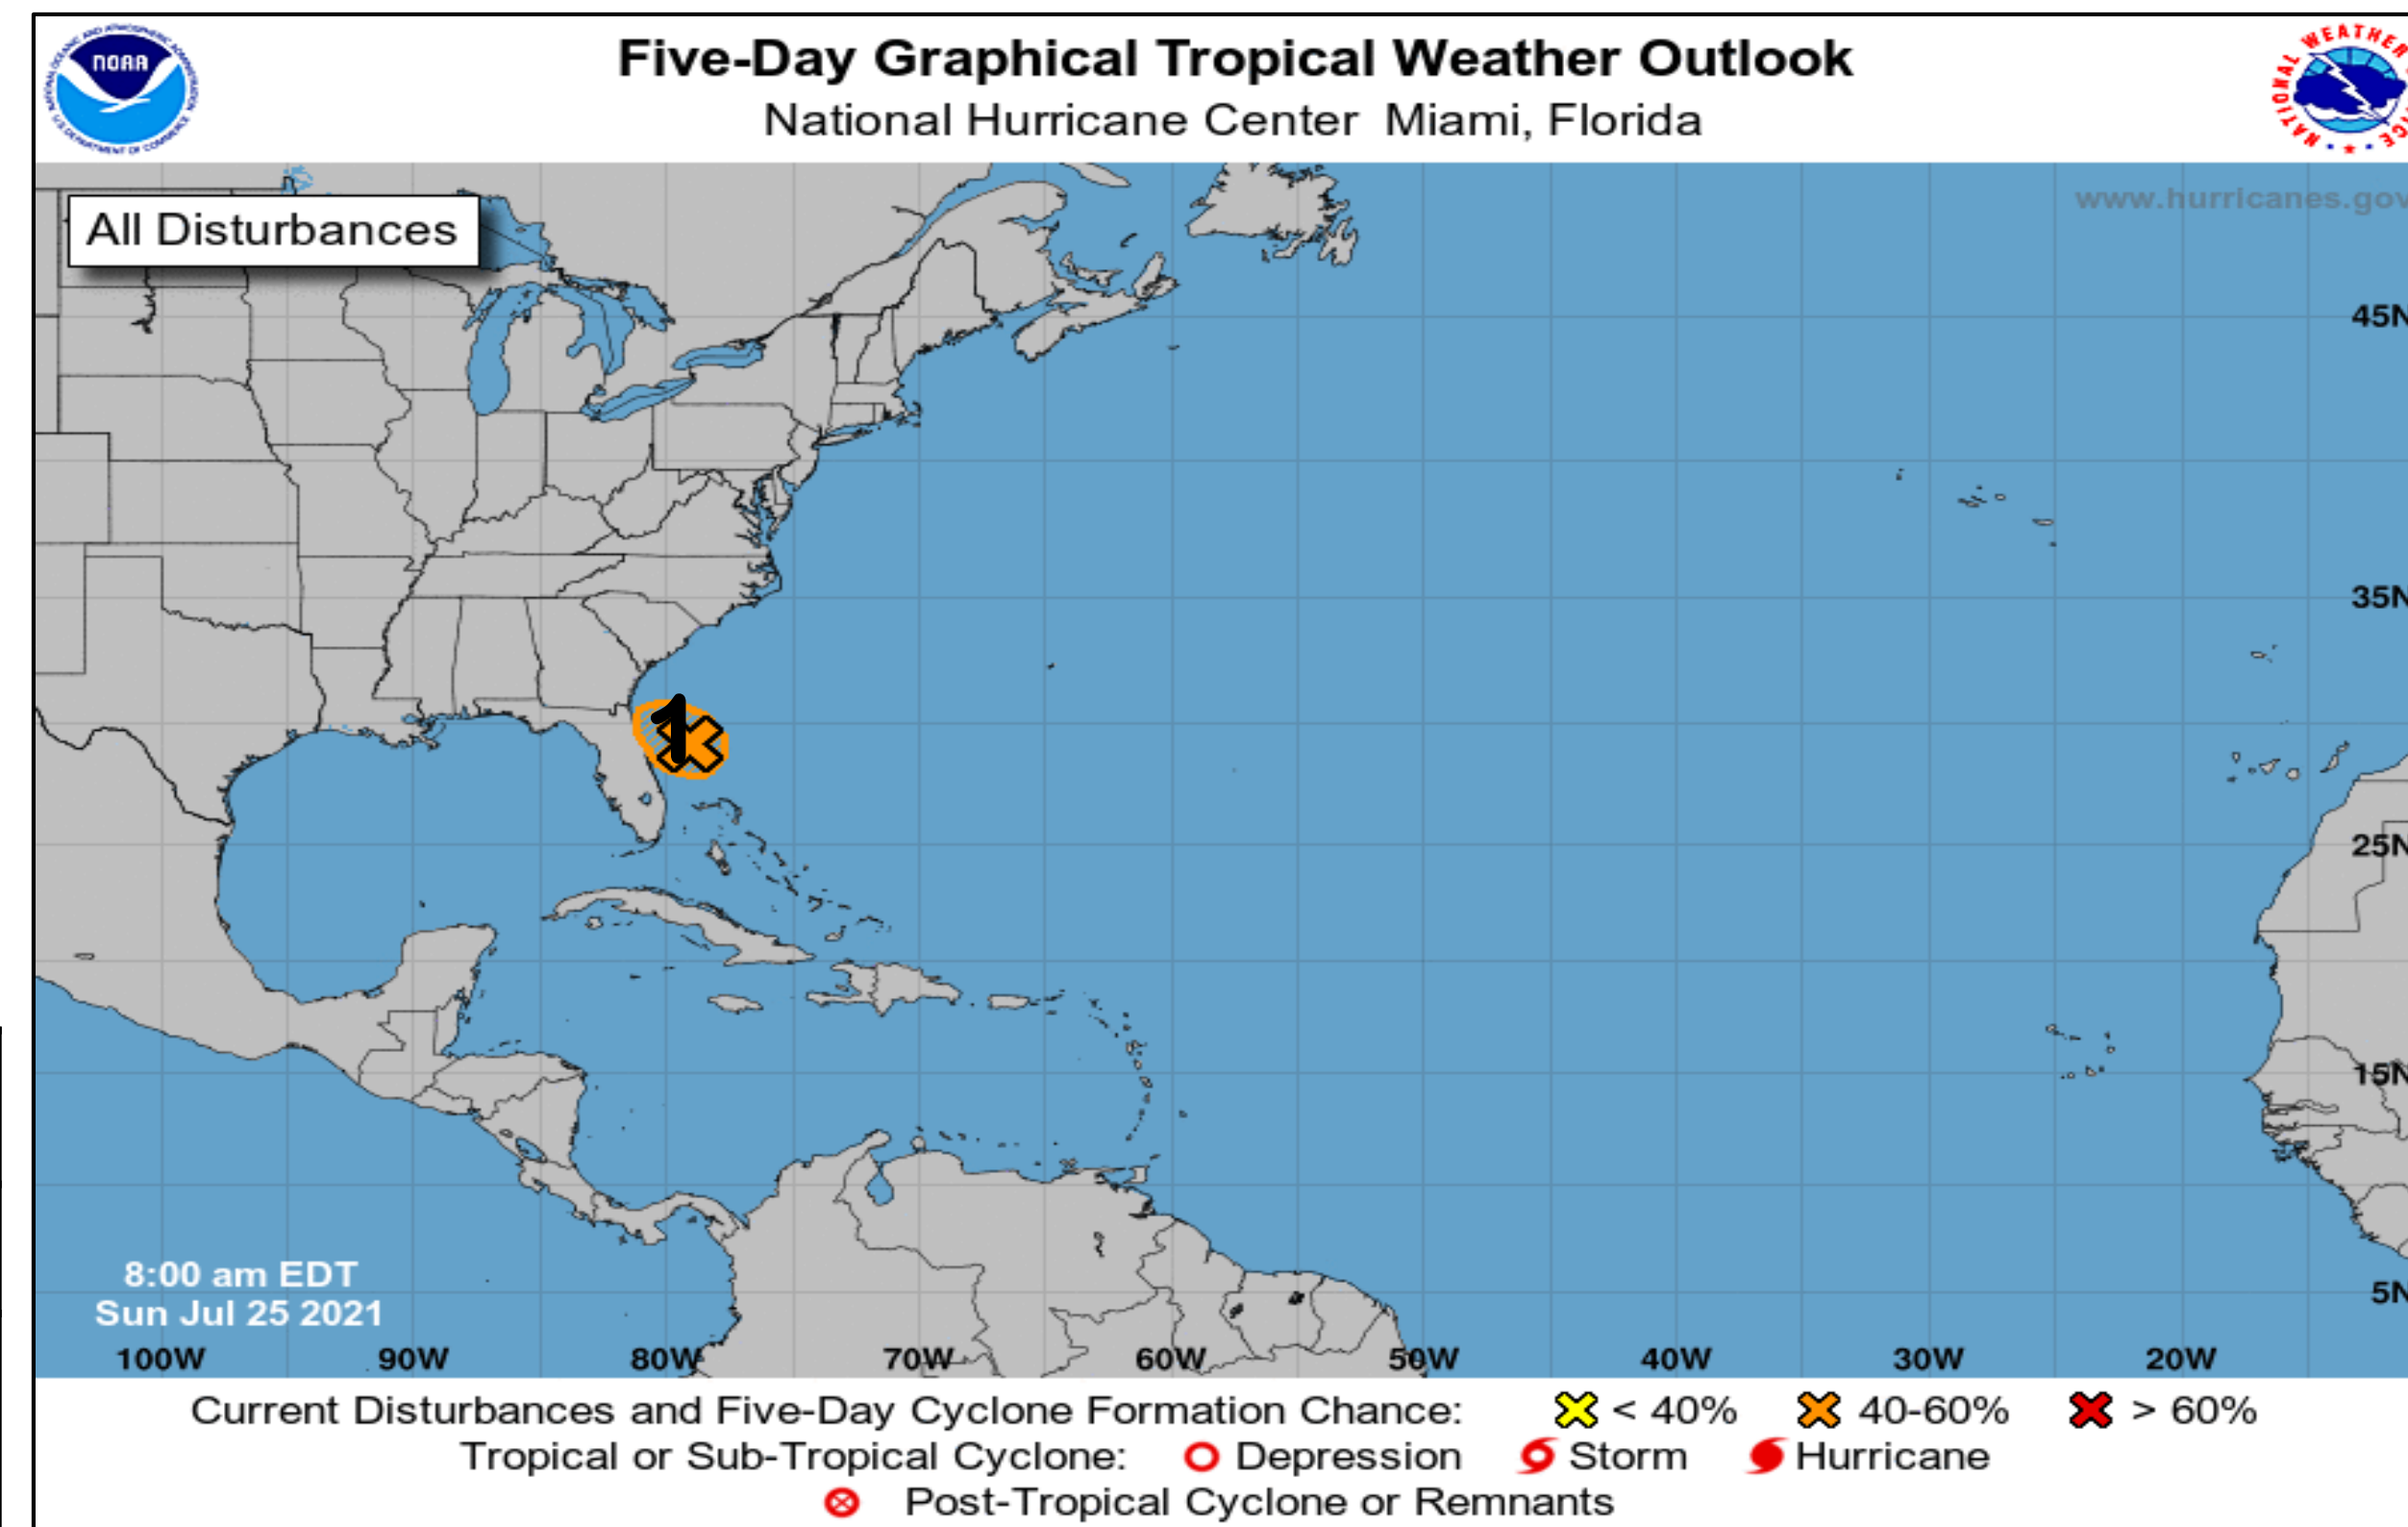 Five-Day Graphical Tropical Weather Outlook
National Hurricane Center Miami, Florida
NOAA
NATIONAL WEATHER
www.hurricanes.gov
All Disturbances
45N
35N
1
25N
15N
5N
8:00 am EDT
Sun Jul 25 2021
100W 90W 80W 70W 60W 50W 40W 30W 20W
Current Disturbances and Five-Day Cyclone Formation Chance: < 40% 40-60% > 60%
Tropical or Sub-Tropical Cyclone: Depression Storm Hurricane
Post-Tropical Cyclone or Remnants